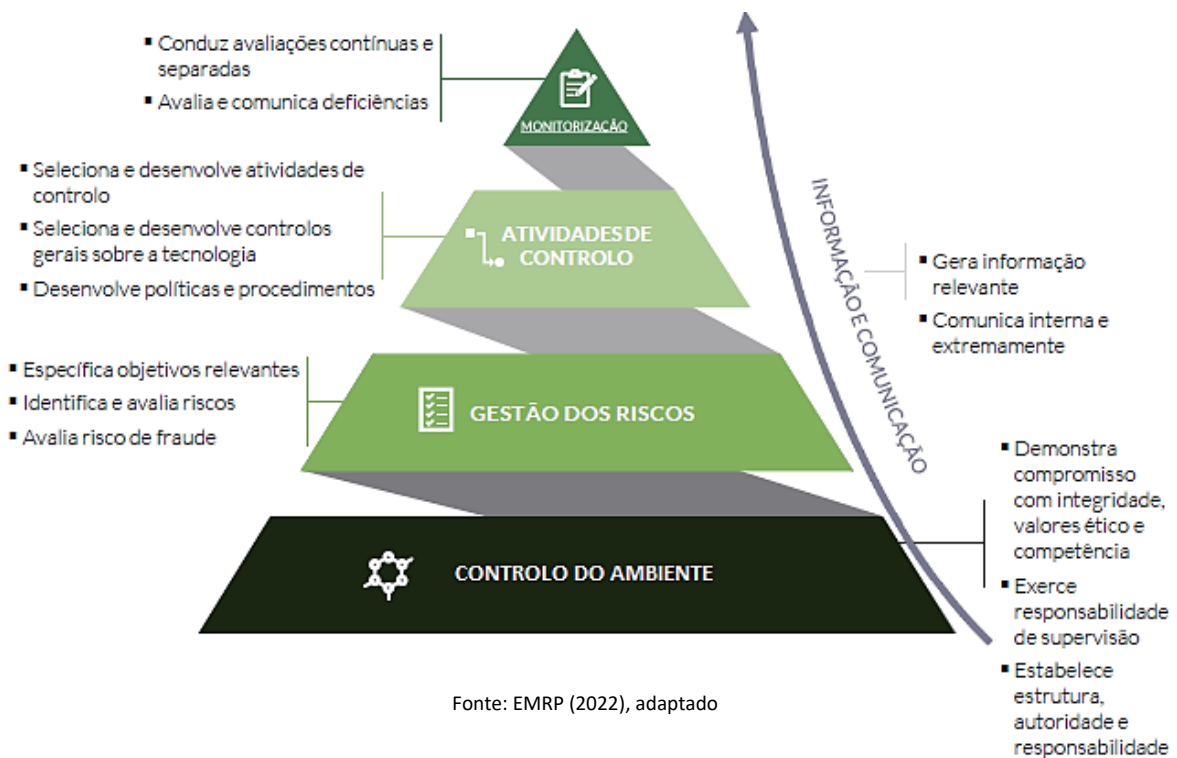 ▪ Conduz avaliações contínuas e
separadas
▪ Avalia e comunica deficiências
MONITORIZAÇÃO
▪ Seleciona e desenvolve atividades de
controlo
▪ Seleciona e desenvolve controlos
gerais sobre a tecnologia
▪ Desenvolve políticas e procedimentos
ATIVIDADES DE
CONTROLO
INFORMAÇÃO E COMUNICAÇÃO
▪ Gera informação
relevante
▪ Comunica interna e
extremamente
▪ Específica objetivos relevantes
▪ Identifica e avalia riscos
▪ Avalia risco de fraude
GESTÃO DOS RISCOS
▪ Demonstra
compromisso
com integridade,
valores ético e
competência
▪ Exerce
responsabilidade
de supervisão
▪ Estabelece
estrutura,
autoridade e
responsabilidade
CONTROLO DO AMBIENTE
Fonte: EMRP (2022), adaptado